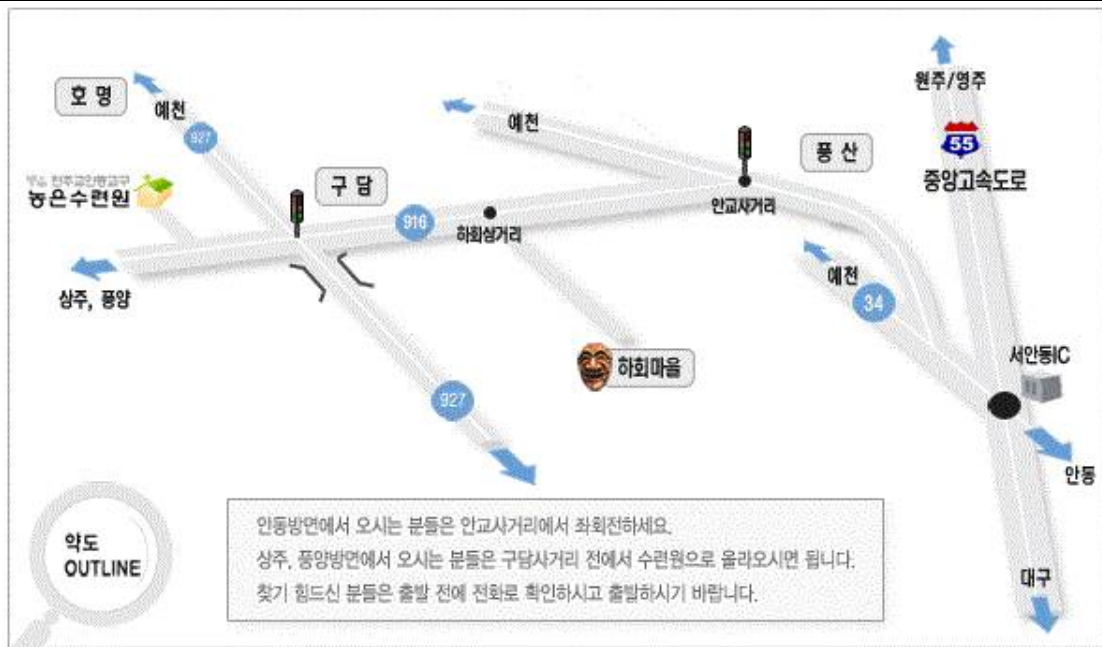 호명
예천
927
천주교안동교구
농은수련원
구담
916
하회삼거리
상주, 풍양
예천
안교사거리
풍산
원주/영주
55
중앙고속도로
예천
34
하회마을
927
서안동IC
안동
대구
약도
OUTLINE
안동방면에서 오시는 분들은 안교사거리에서 좌회전하세요.
상주, 풍양방면에서 오시는 분들은 구담사거리 전에서 수련원으로 올라오시면 됩니다.
찾기 힘드신 분들은 출발 전에 전화로 확인하시고 출발하시기 바랍니다.